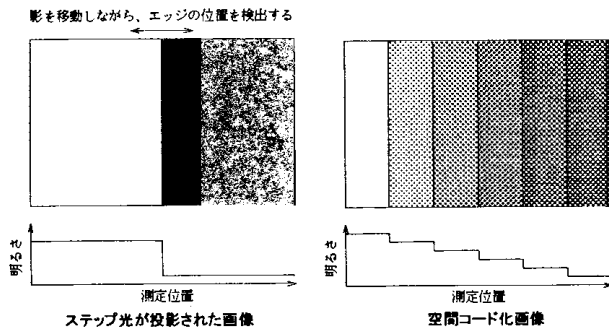 影を移動しながら、エッジの位置を検出する
明るさ
測定位置
ステップ光が投影された画像
明るさ
測定位置
空間コード化画像